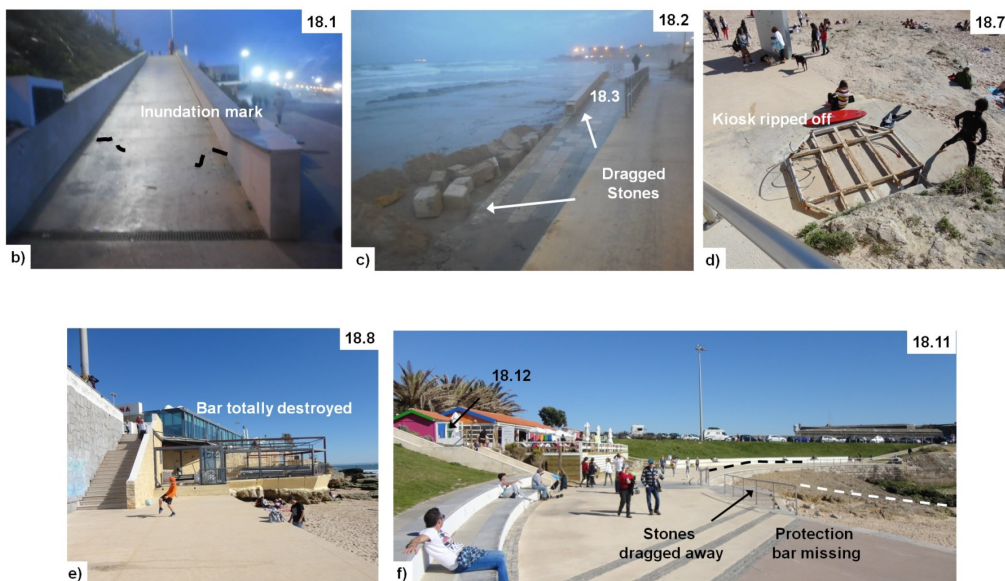 18.1
Inundation mark
b)
18.2
18.3
Dragged
Stones
c)
18.7
Kiosk ripped off
d)
18.8
Bar totally destroyed
e)
18.11
18.12
Stones
dragged away
Protection
bar missing
f)